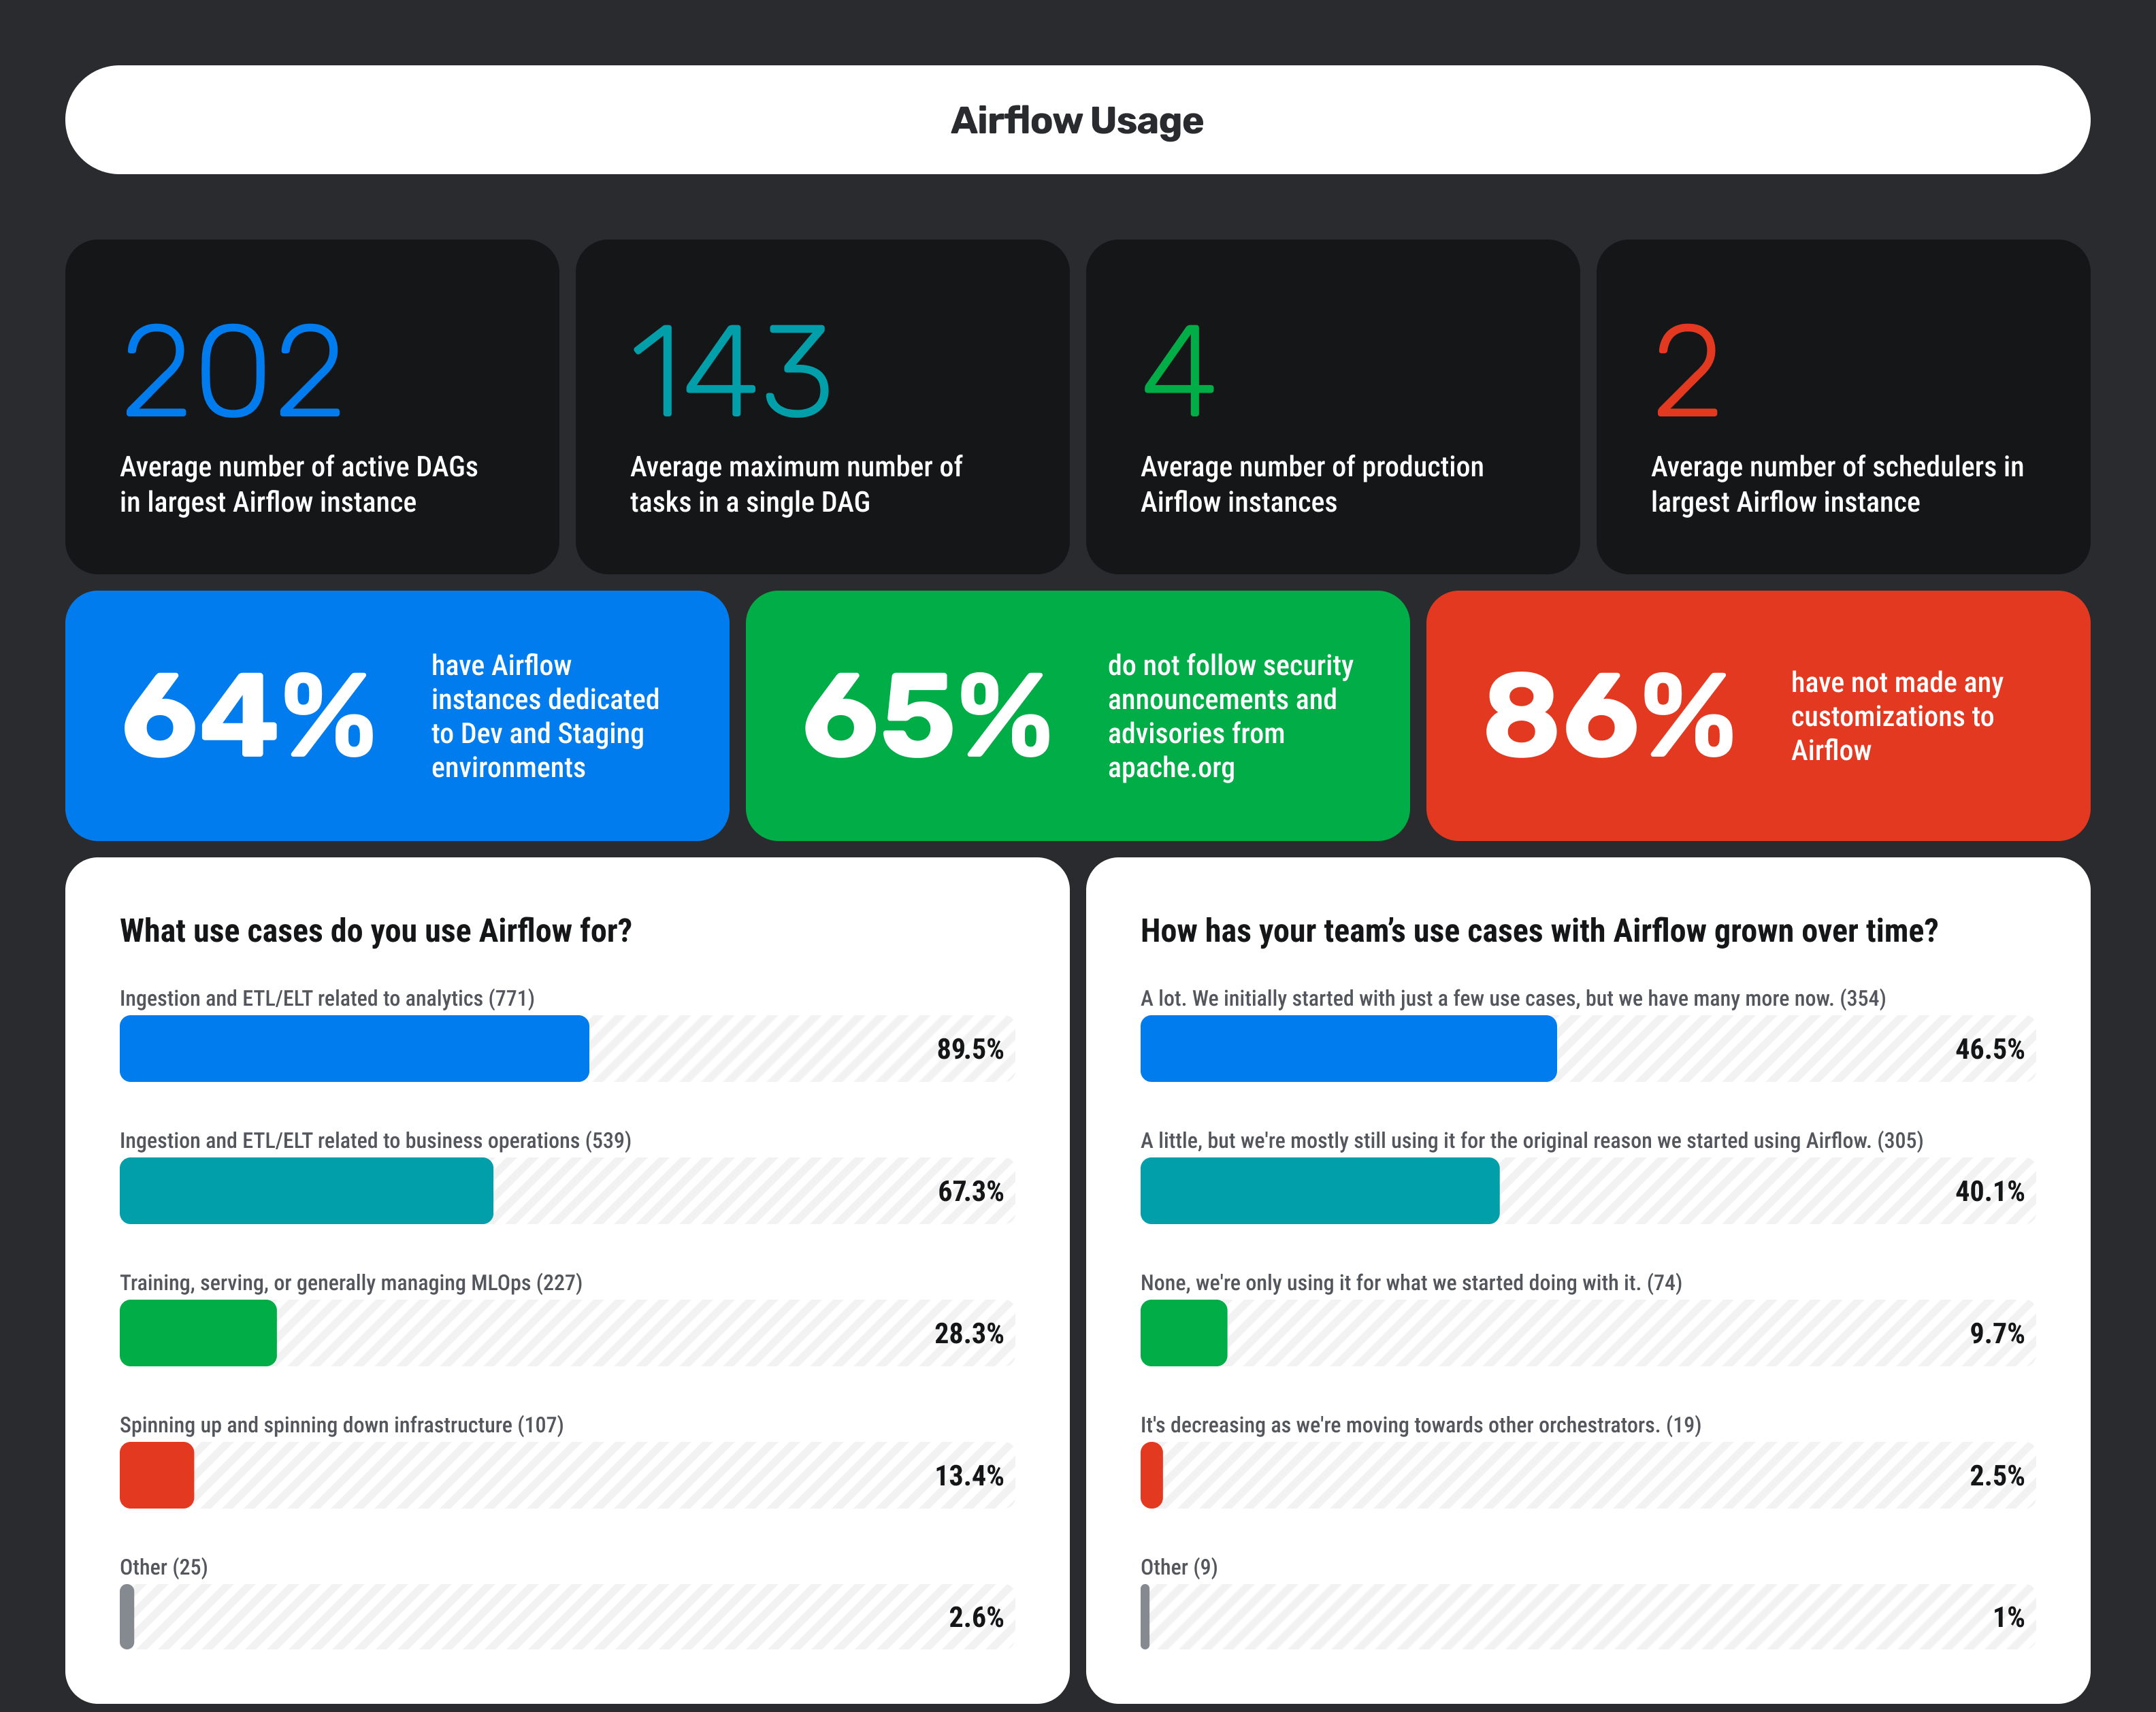 Airflow Usage
202
Average number of active DAGs
in largest Airflow instance
143
Average maximum number of
tasks in a single DAG
4
Average number of production
Airflow instances
2
Average number of schedulers in
largest Airflow instance
64%
have Airflow
instances dedicated
to Dev and Staging
environments
65%
do not follow security
announcements and
advisories from
apache.org
86%
have not made any
customizations to
Airflow
What use cases do you use Airflow for?
Ingestion and ETL/ELT related to analytics (771)
89.5%
Ingestion and ETL/ELT related to business operations (539)
67.3%
Training, serving, or generally managing MLOps (227)
28.3%
Spinning up and spinning down infrastructure (107)
13.4%
Other (25)
2.6%
How has your team’s use cases with Airflow grown over time?
A lot. We initially started with just a few use cases, but we have many more now. (354)
46.5%
A little, but we're mostly still using it for the original reason we started using Airflow. (305)
40.1%
None, we're only using it for what we started doing with it. (74)
9.7%
It's decreasing as we're moving towards other orchestrators. (19)
2.5%
Other (9)
1%